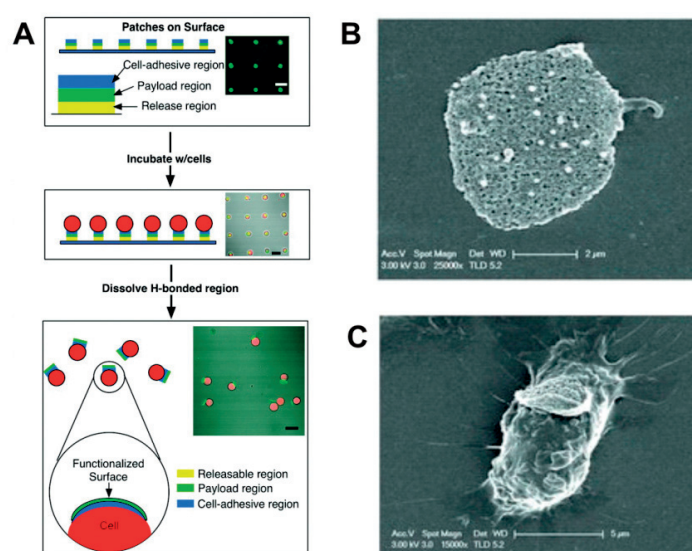 A
Patches on Surface
Cell-adhesive region
Payload region
Release region
Incubate w/cells
Dissolve H-bonded region
Functionalized
Surface
Cell
Releasable region
Payload region
Cell-adhesive region
B
Acc.V Spot Magn Det WD 2 µm
3.00 kV 3.0 25000x TLD 5.2
C
Acc.V Spot Magn Det WD 5 µm
3.00 kV 3.0 15000x TLD 5.2